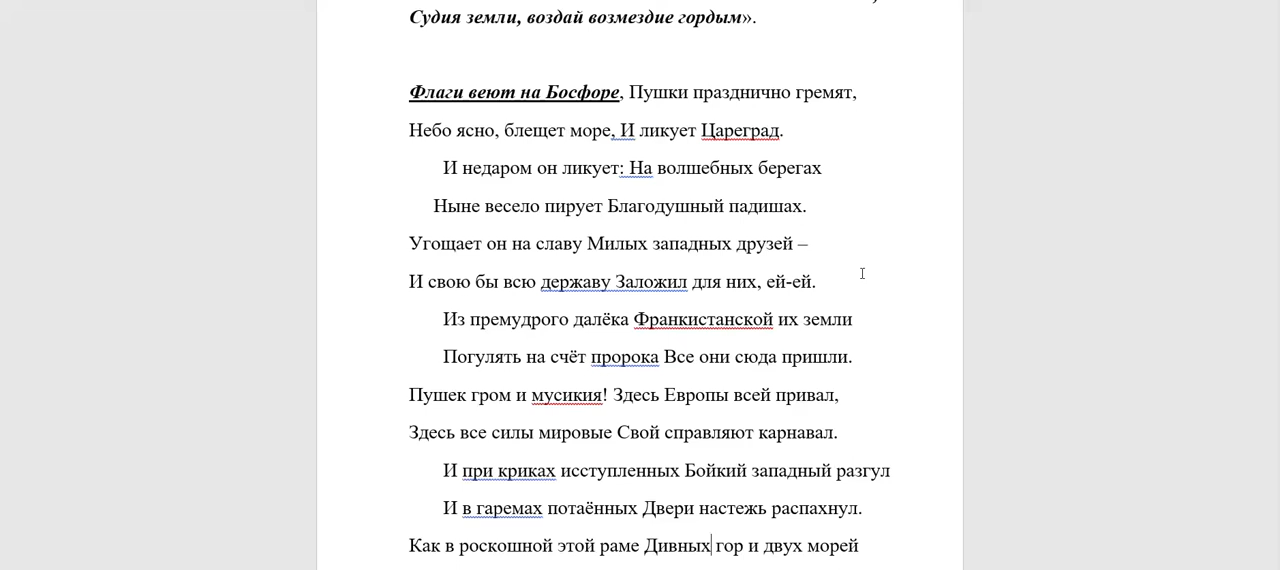 Судия земли, воздай возмездие гордым».
Флаги веют на Босфоре, Пушки празднично гремят,
Небо ясно, блещет море, И ликует Цареград.
И недаром он ликует: На волшебных берегах
Ныне весело пирует Благодушный падишах.
Угощает он на славу Милых западных друзей –
И свою бы всю державу Заложил для них, ей-ей.
Из премудрого далёка Франкистанской их земли
Погулять на счёт пророка Все они сюда пришли.
Пушек гром и мусикия! Здесь Европы всей привал,
Здесь все силы мировые Свой справляют карнавал.
И при криках исступленных Бойкий западный разгул
И в гаремах потаённых Двери настежь распахнул.
Как в роскошной этой раме Дивных гор и двух морей